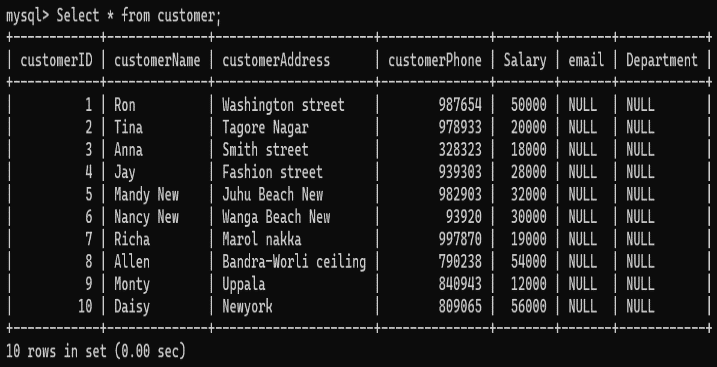 mysql> Select * from customer;
+------------+--------------+-----------------------+---------------+--------+-------+------------+
| customerID | customerName | customerAddress | customerPhone | Salary | email | Department |
+------------+--------------+-----------------------+---------------+--------+-------+------------+
| 1 | Ron | Washington street | 987654 | 50000 | NULL | NULL |
| 2 | Tina | Tagore Nagar | 978933 | 20000 | NULL | NULL |
| 3 | Anna | Smith street | 328323 | 18000 | NULL | NULL |
| 4 | Jay | Fashion street | 939303 | 28000 | NULL | NULL |
| 5 | Mandy New | Juhu Beach New | 982903 | 32000 | NULL | NULL |
| 6 | Nancy New | Wanga Beach New | 93920 | 30000 | NULL | NULL |
| 7 | Richa | Marol nakka | 997870 | 19000 | NULL | NULL |
| 8 | Allen | Bandra-Worli ceiling | 790238 | 54000 | NULL | NULL |
| 9 | Monty | Uppala | 840943 | 12000 | NULL | NULL |
| 10 | Daisy | Newyork | 809065 | 56000 | NULL | NULL |
+------------+--------------+-----------------------+---------------+--------+-------+------------+
10 rows in set (0.00 sec)